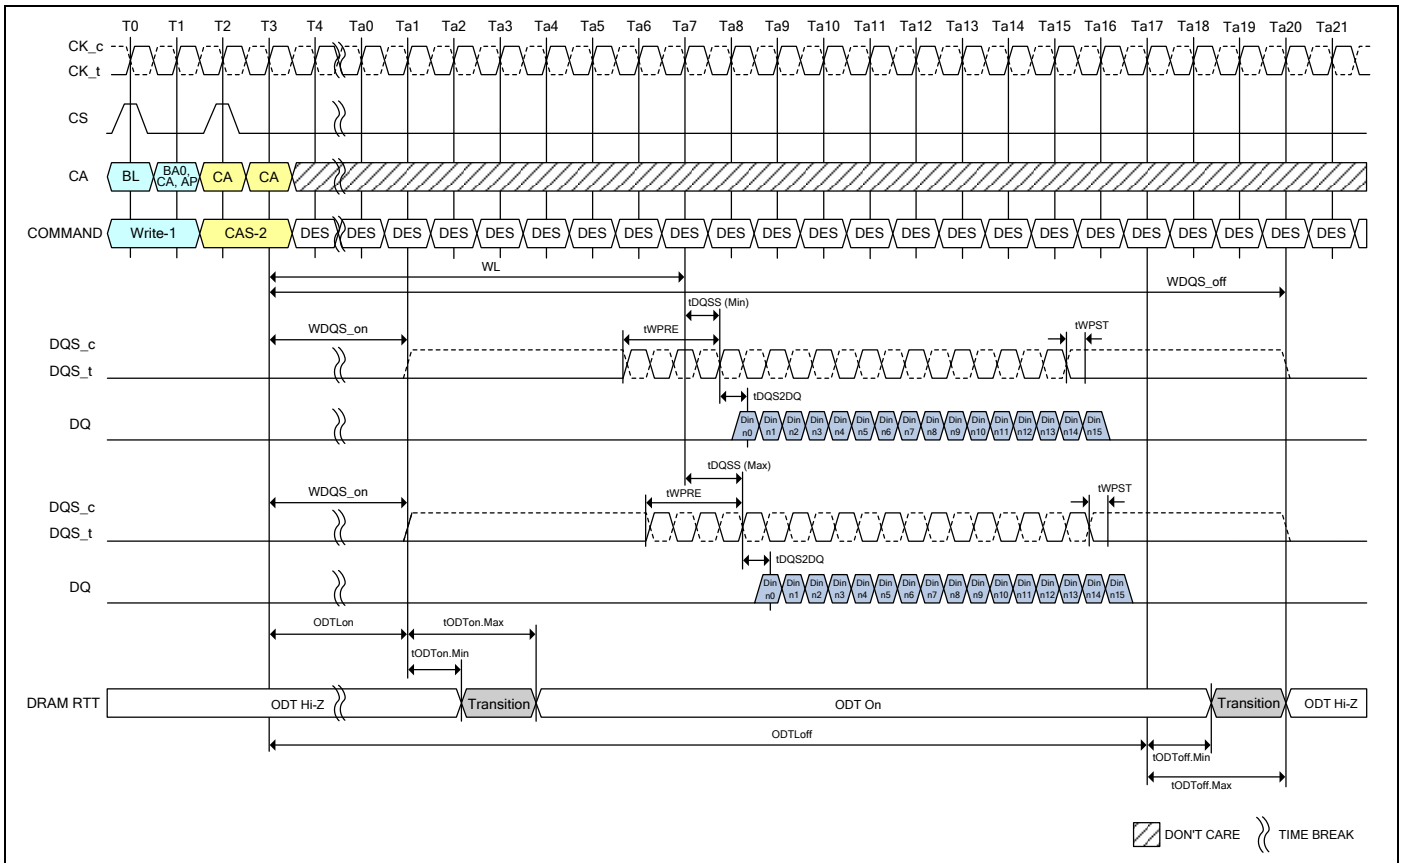 T0 T1 T2 T3 T4 Ta0 Ta1 Ta2 Ta3 Ta4 Ta5 Ta6 Ta7 Ta8 Ta9 Ta10 Ta11 Ta12 Ta13 Ta14 Ta15 Ta16 Ta17 Ta18 Ta19 Ta20 Ta21
CK_c
CK_t
CS
CA BL BA0, CA, AP CA CA
COMMAND Write-1 CAS-2 DES DES DES DES DES DES DES DES DES DES DES DES DES DES DES DES DES DES DES DES DES DES DES
WL
WDQS_off
tDQSS (Min)
WDQS_on tWPRE tWPST
DQS_c
DQS_t
tDQS2DQ
DQ Din n0 Din n1 Din n2 Din n3 Din n4 Din n5 Din n6 Din n7 Din n8 Din n9 Din n10 Din n11 Din n12 Din n13 Din n14 Din n15
tDQSS (Max)
WDQS_on tWPRE tWPST
DQS_c
DQS_t
tDQS2DQ
DQ Din n0 Din n1 Din n2 Din n3 Din n4 Din n5 Din n6 Din n7 Din n8 Din n9 Din n10 Din n11 Din n12 Din n13 Din n14 Din n15
ODTLon tODTon.Max
tODTon.Min
DRAM RTT ODT Hi-Z Transition ODT On Transition ODT Hi-Z
ODTLoff
tODToff.Min
tODToff.Max
DON'T CARE TIME BREAK